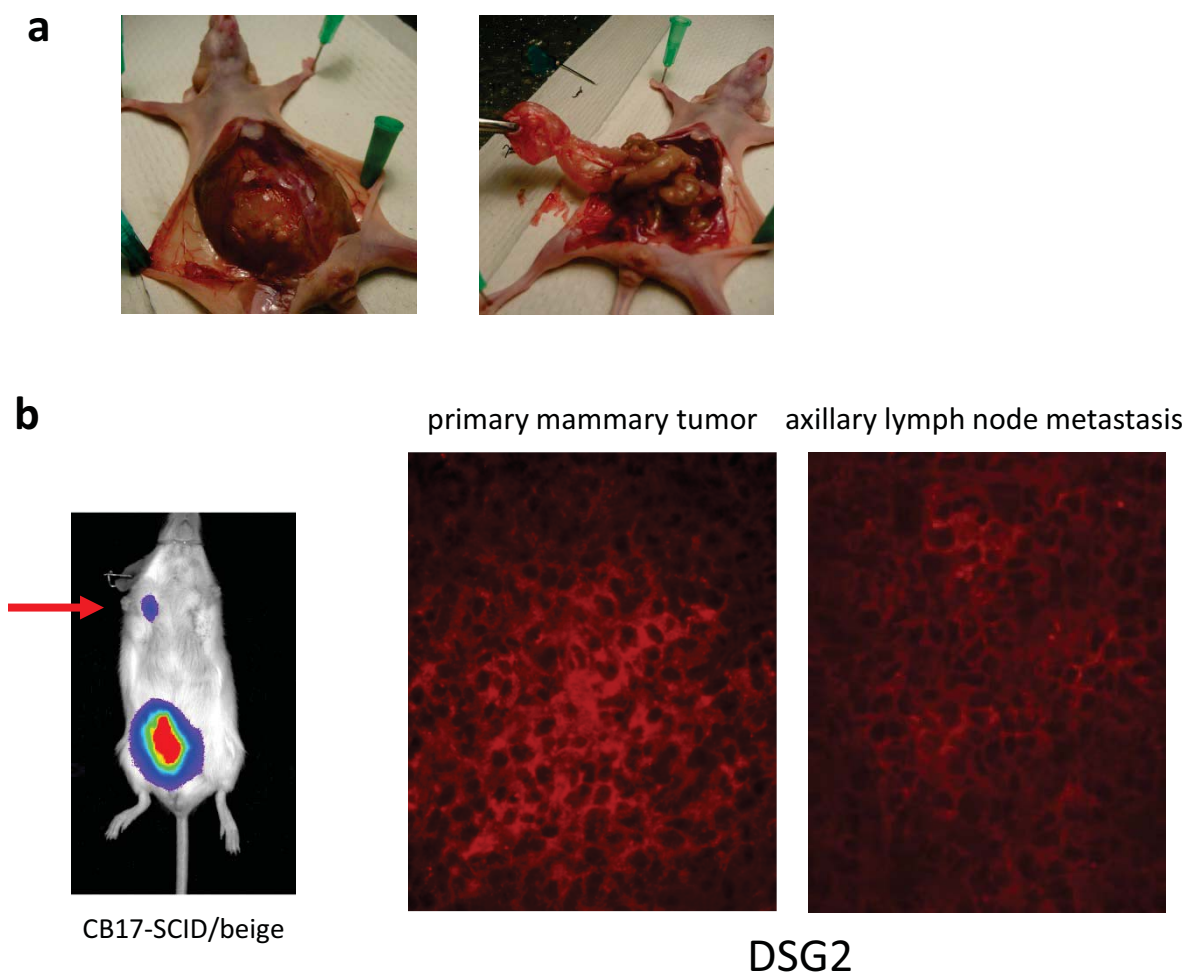 a
b
primary mammary tumor
axillary lymph node metastasis
CB17-SCID/beige
DSG2